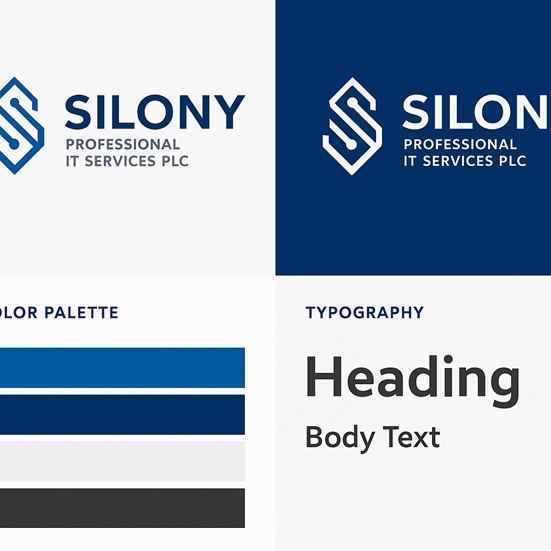 SILONY
PROFESSIONAL
IT SERVICES PLC
SILON
PROFESSIONAL
IT SERVICES PLC
OLOR PALETTE
TYPOGRAPHY
Heading
Body Text